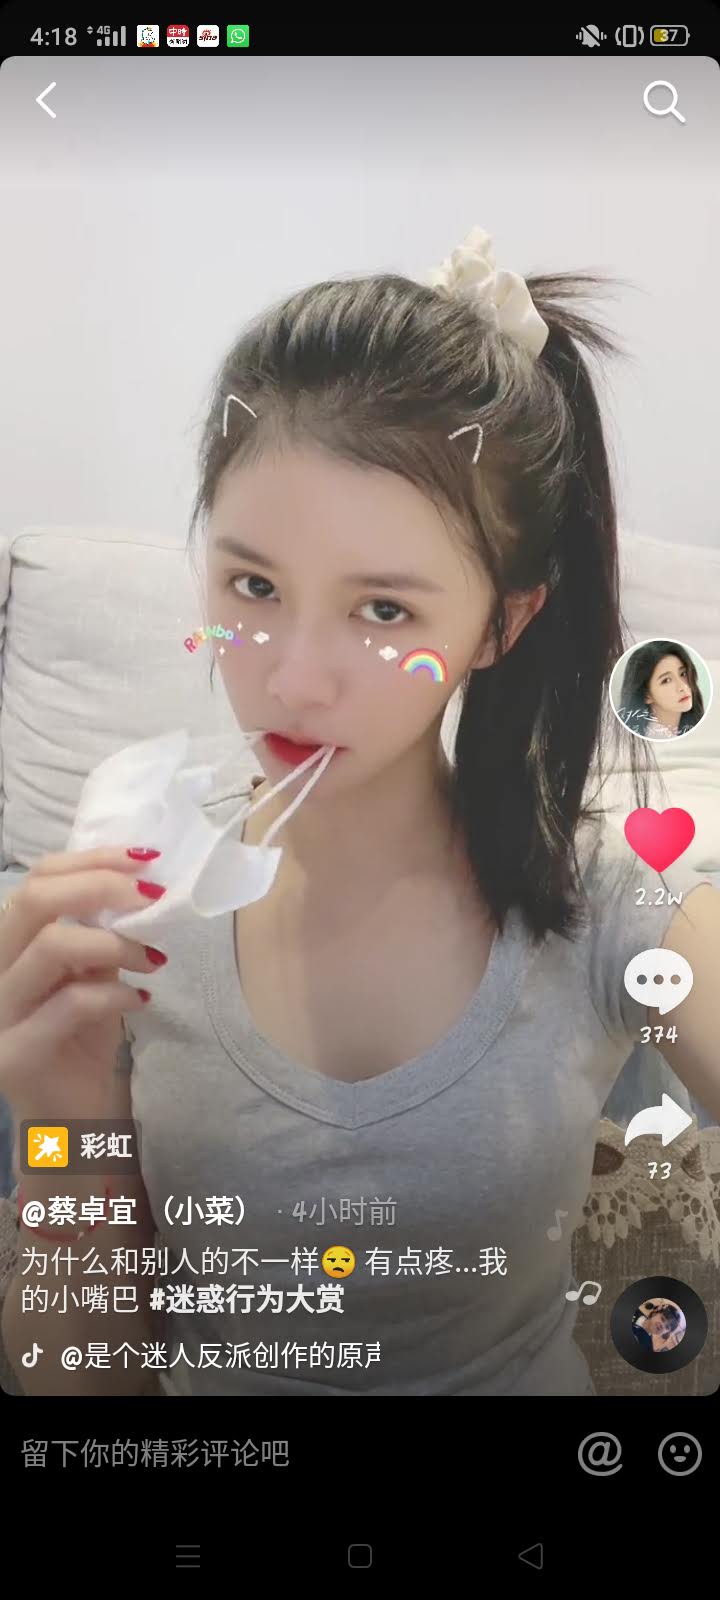 4:18
4G
37
Rainbow
2.2w
374
73
彩虹
@蔡卓宜 （小菜） · 4小时前
为什么和别人的不一样😒 有点疼...我
的小嘴巴 #迷惑行为大赏
@是个迷人反派创作的原声
留下你的精彩评论吧